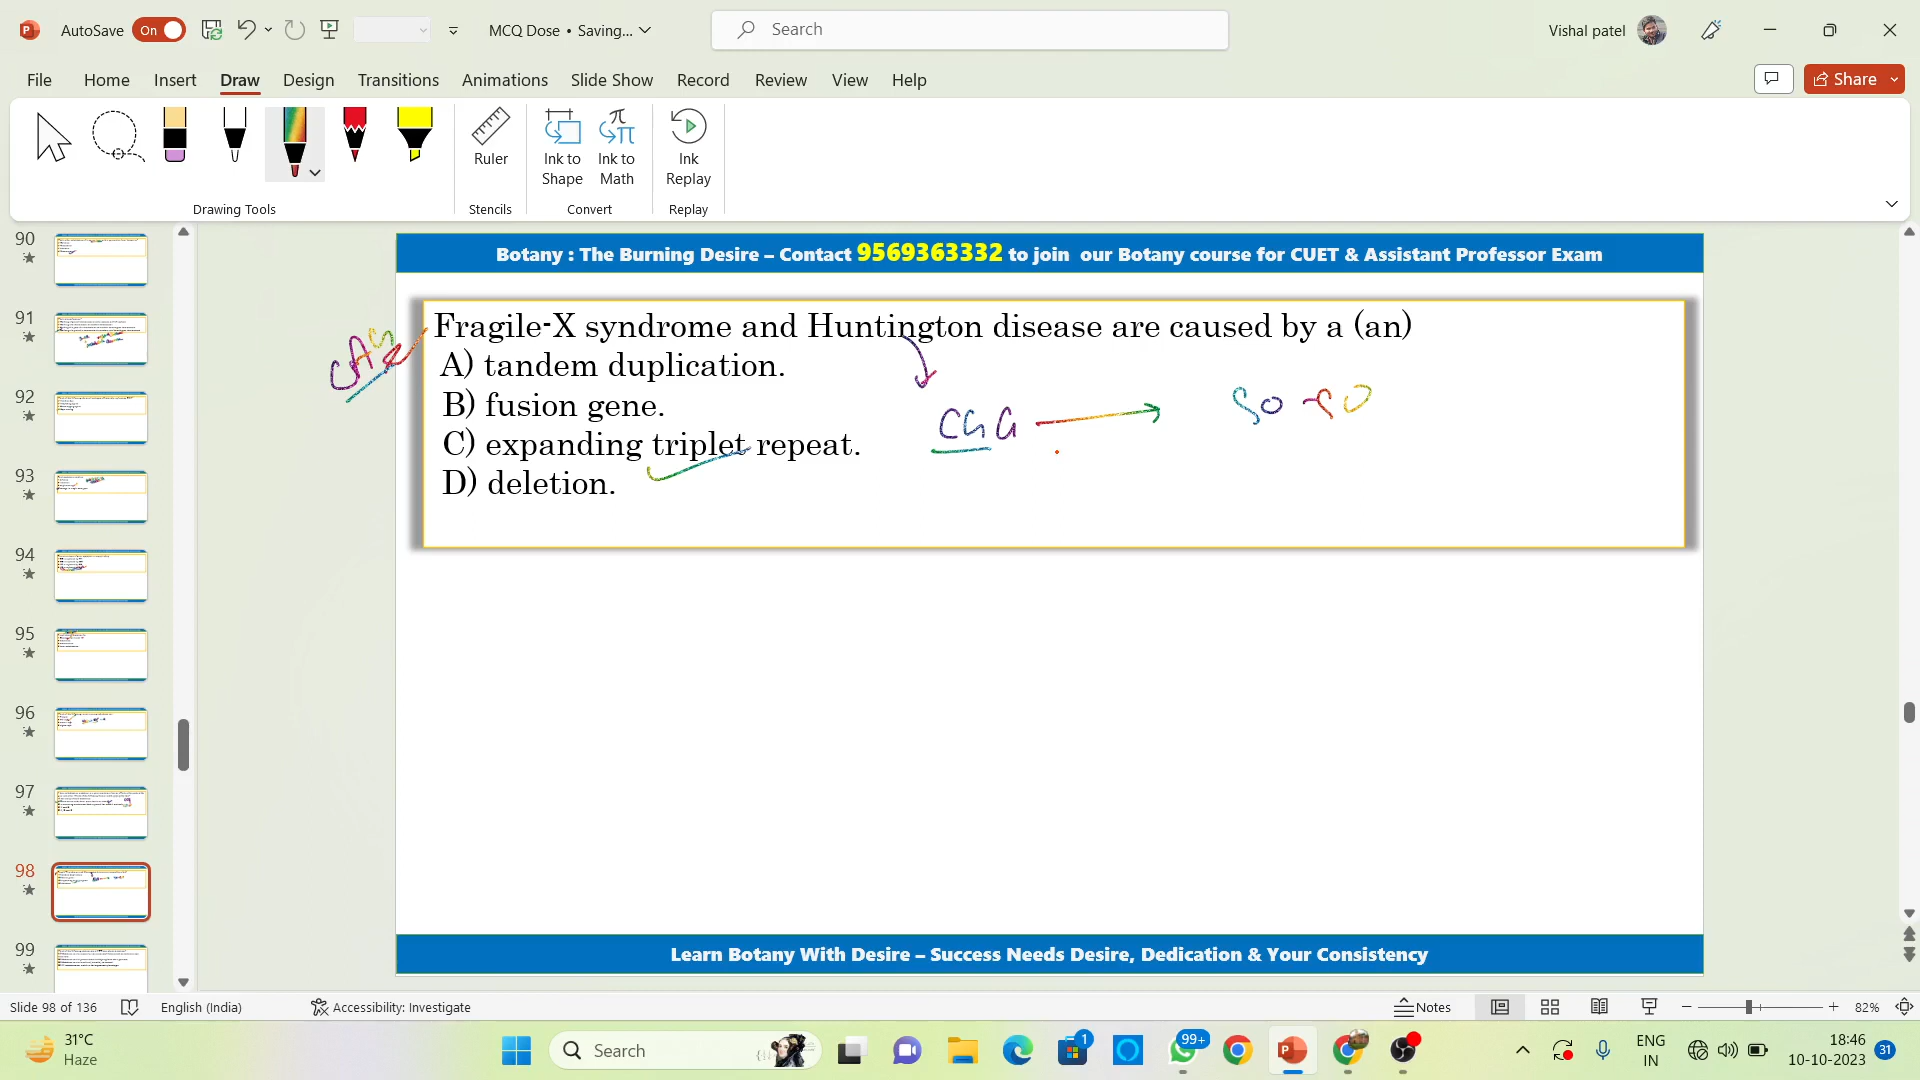 AutoSave On MCQ Dose • Saving... Search Vishal patel
File Home Insert Draw Design Transitions Animations Slide Show Record Review View Help Share
Ruler Ink to Shape Ink to Math Ink Replay
Drawing Tools Stencils Convert Replay
90
91
92
93
94
95
96
97
98
99
Botany : The Burning Desire – Contact 9569363332 to join our Botany course for CUET & Assistant Professor Exam
Fragile-X syndrome and Huntington disease are caused by a (an)
A) tandem duplication.
B) fusion gene.
C) expanding triplet repeat.
D) deletion.
CAG
CGG
Learn Botany With Desire – Success Needs Desire, Dedication & Your Consistency
Slide 98 of 136 English (India) Accessibility: Investigate Notes 82%
31°C
Haze
Search
1
99+
ENG
IN
18:46
10-10-2023
31